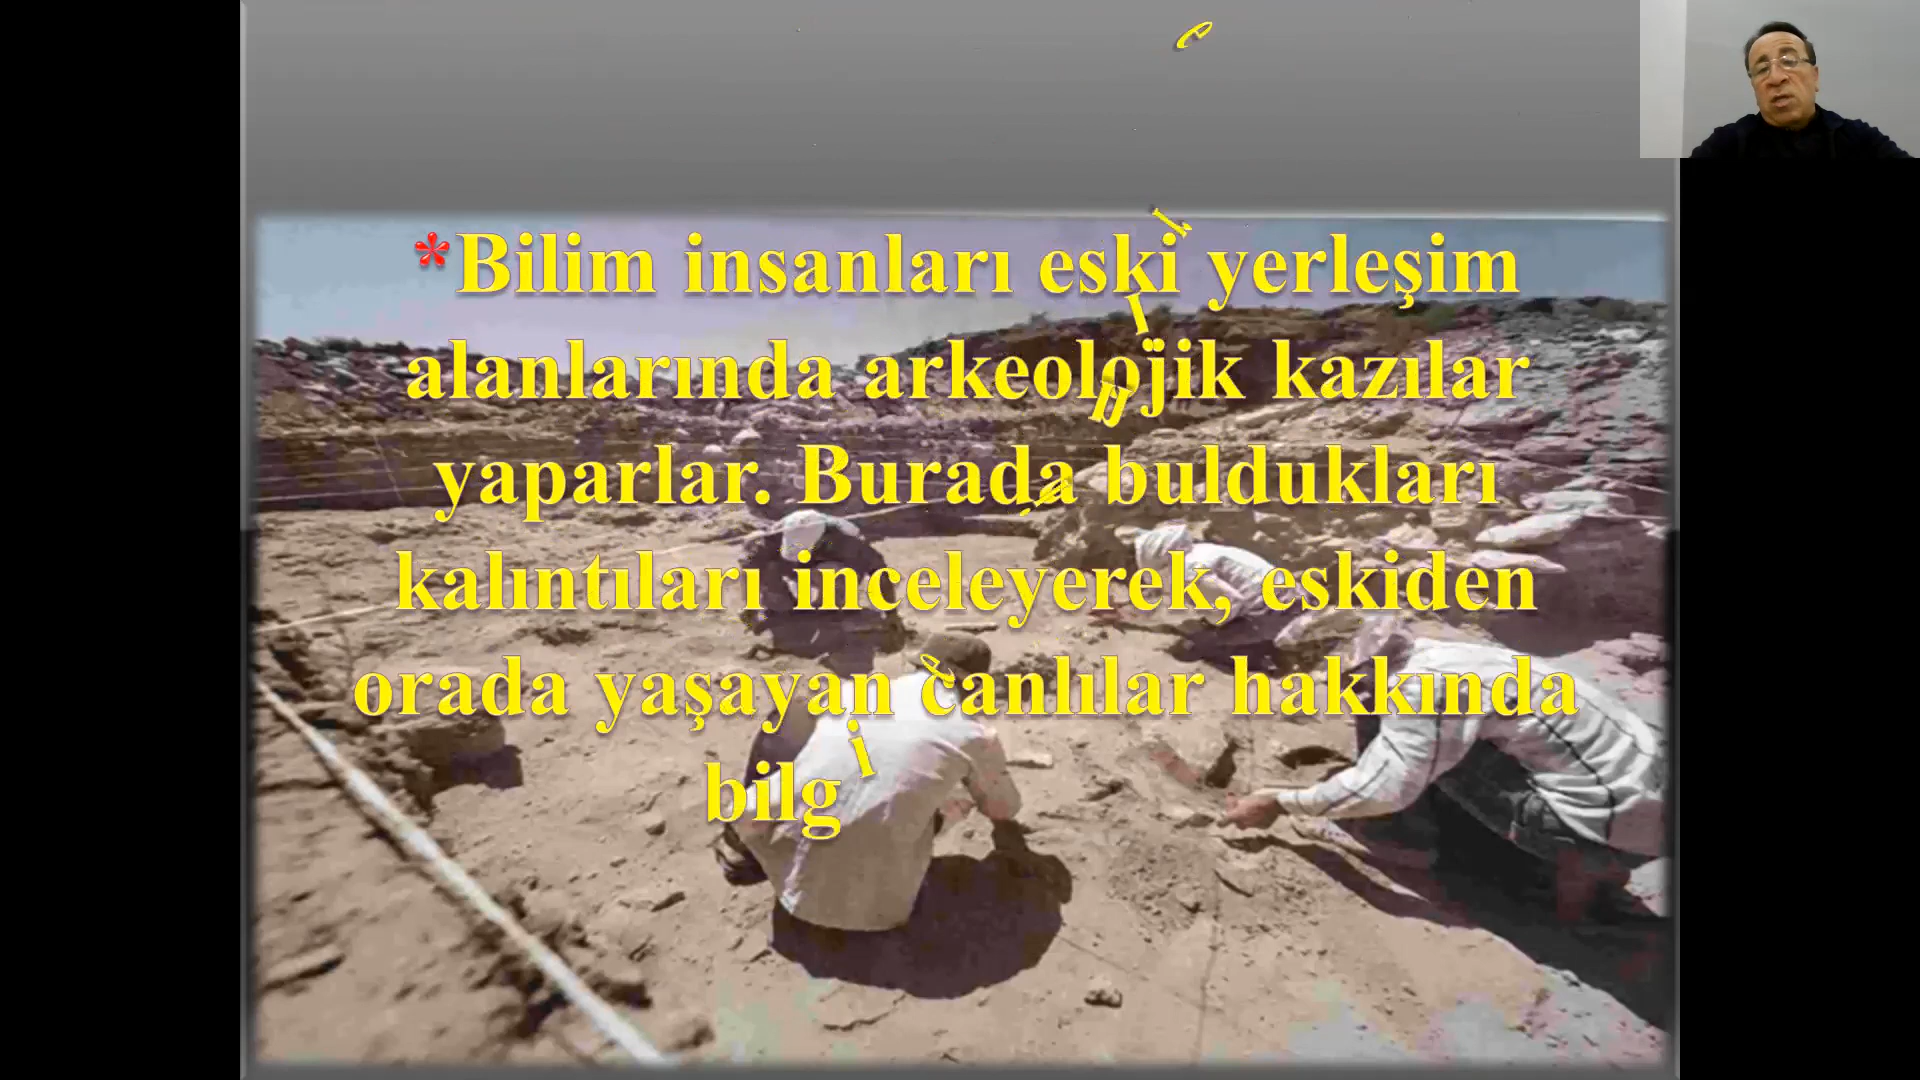 *Bilim insanları eski yerleşim
alanlarında arkeolojik kazılar
yaparlar. Burada buldukları
kalıntıları inceleyerek, eskiden
orada yaşayan canlılar hakkında
bilg